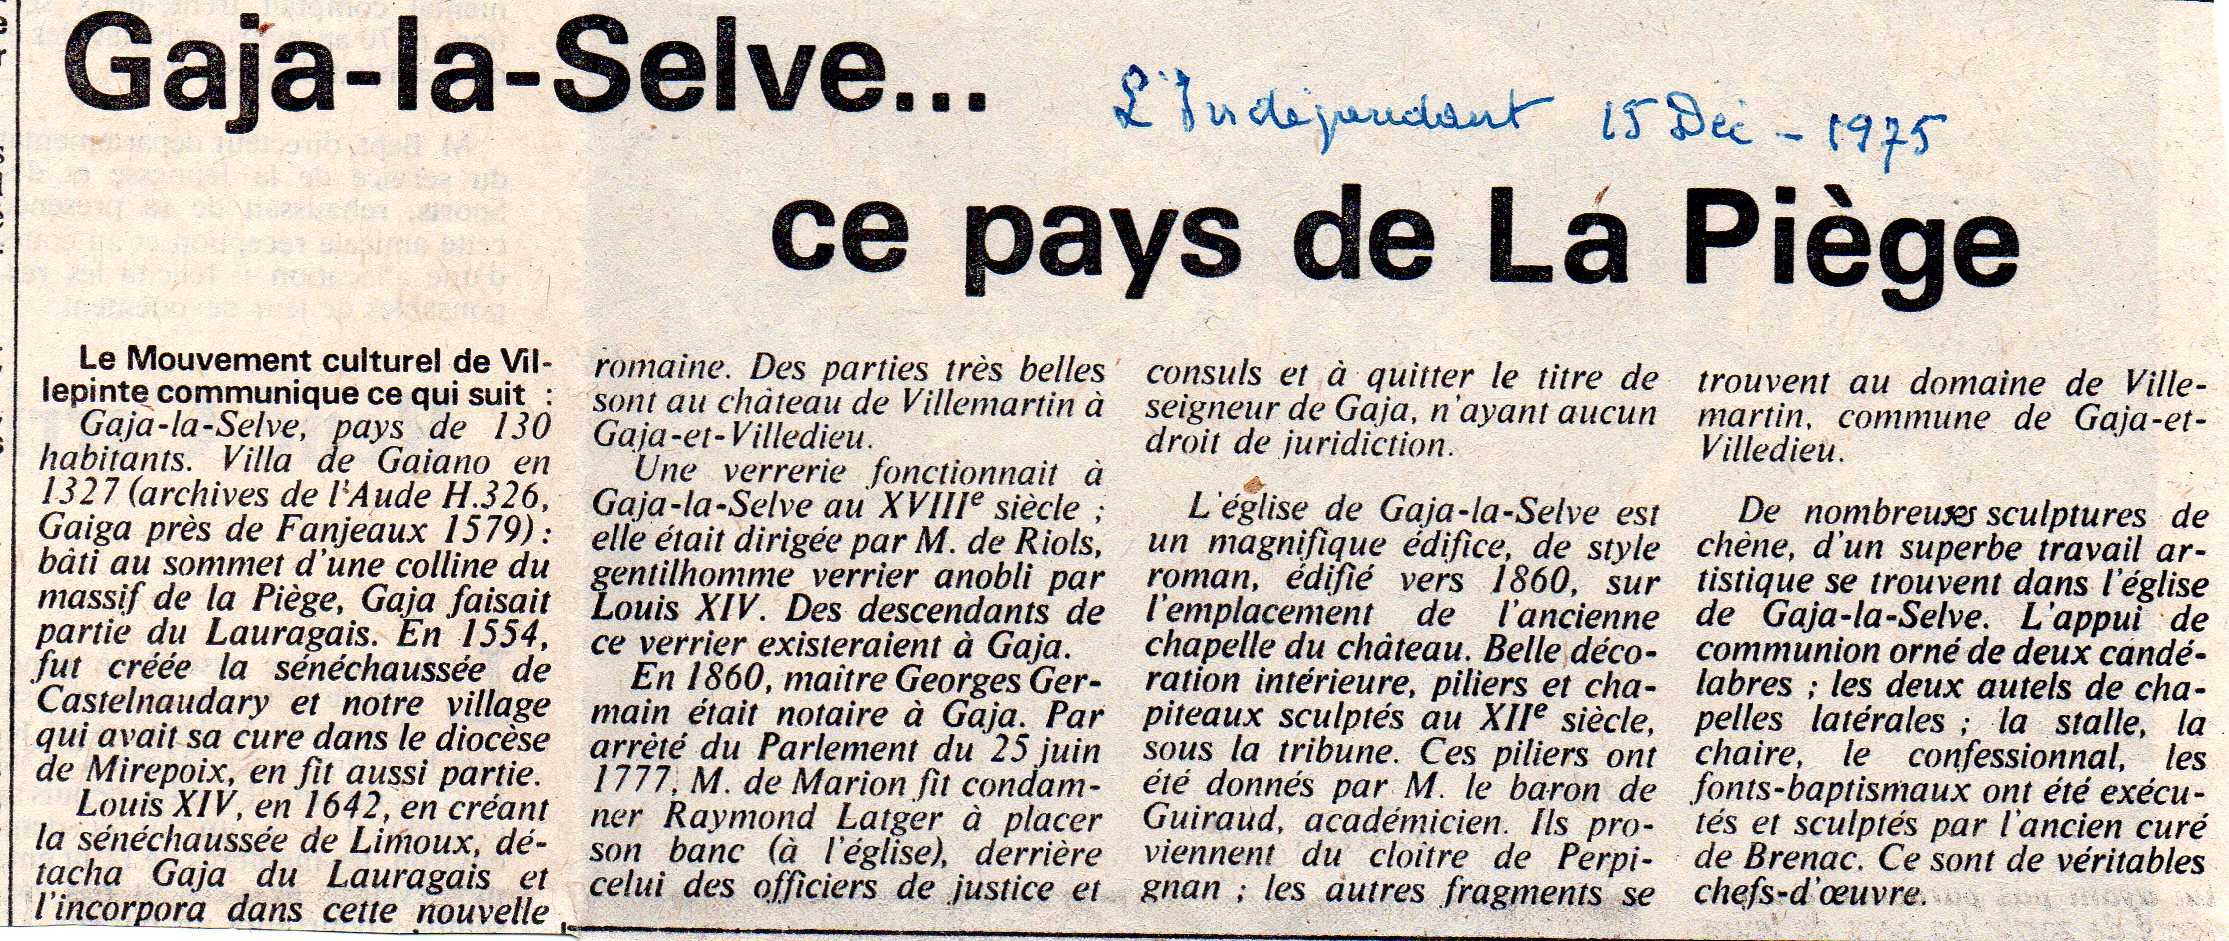 Gaja-la-Selve...
L'Indépendant 15 Déc - 1975
ce pays de La Piège
Le Mouvement culturel de Vil-
lepinte communique ce qui suit :
Gaja-la-Selve, pays de 130
habitants. Villa de Gaiano en
1327 (archives de l'Aude H.326,
Gaiga près de Fanjeaux 1579) :
bâti au sommet d'une colline du
massif de la Piège, Gaja faisait
partie du Lauragais. En 1554,
fut créée la sénéchaussée de
Castelnaudary et notre village
qui avait sa cure dans le diocèse
de Mirepoix, en fit aussi partie.
Louis XIV, en 1642, en créant
la sénéchaussée de Limoux, dé-
tacha Gaja du Lauragais et
l'incorpora dans cette nouvelle
romaine. Des parties très belles
sont au château de Villemartin à
Gaja-et-Villedieu.
Une verrerie fonctionnait à
Gaja-la-Selve au XVIIIe siècle ;
elle était dirigée par M. de Riols,
gentilhomme verrier anobli par
Louis XIV. Des descendants de
ce verrier existeraient à Gaja.
En 1860, maitre Georges Ger-
main était notaire à Gaja. Par
arrèté du Parlement du 25 juin
1777, M. de Marion fit condam-
ner Raymond Latger à placer
son banc (à l'église), derrière
celui des officiers de justice et
consuls et à quitter le titre de
seigneur de Gaja, n'ayant aucun
droit de juridiction.
L'église de Gaja-la-Selve est
un magnifique édifice, de style
roman, édifié vers 1860, sur
l'emplacement de l'ancienne
chapelle du château. Belle déco-
ration intérieure, piliers et cha-
piteaux sculptés au XIIe siècle,
sous la tribune. Ces piliers ont
été donnés par M. le baron de
Guiraud, académicien. Ils pro-
viennent du cloitre de Perpi-
gnan ; les autres fragments se
trouvent au domaine de Ville-
martin, commune de Gaja-et-
Villedieu.
De nombreuses sculptures de
chène, d'un superbe travail ar-
tistique se trouvent dans l'église
de Gaja-la-Selve. L'appui de
communion orné de deux candé-
labres ; les deux autels de cha-
pelles latérales ; la stalle, la
chaire, le confessionnal, les
fonts-baptismaux ont été exécu-
tés et sculptés par l'ancien curé
de Brenac. Ce sont de véritables
chefs-d'œuvre.